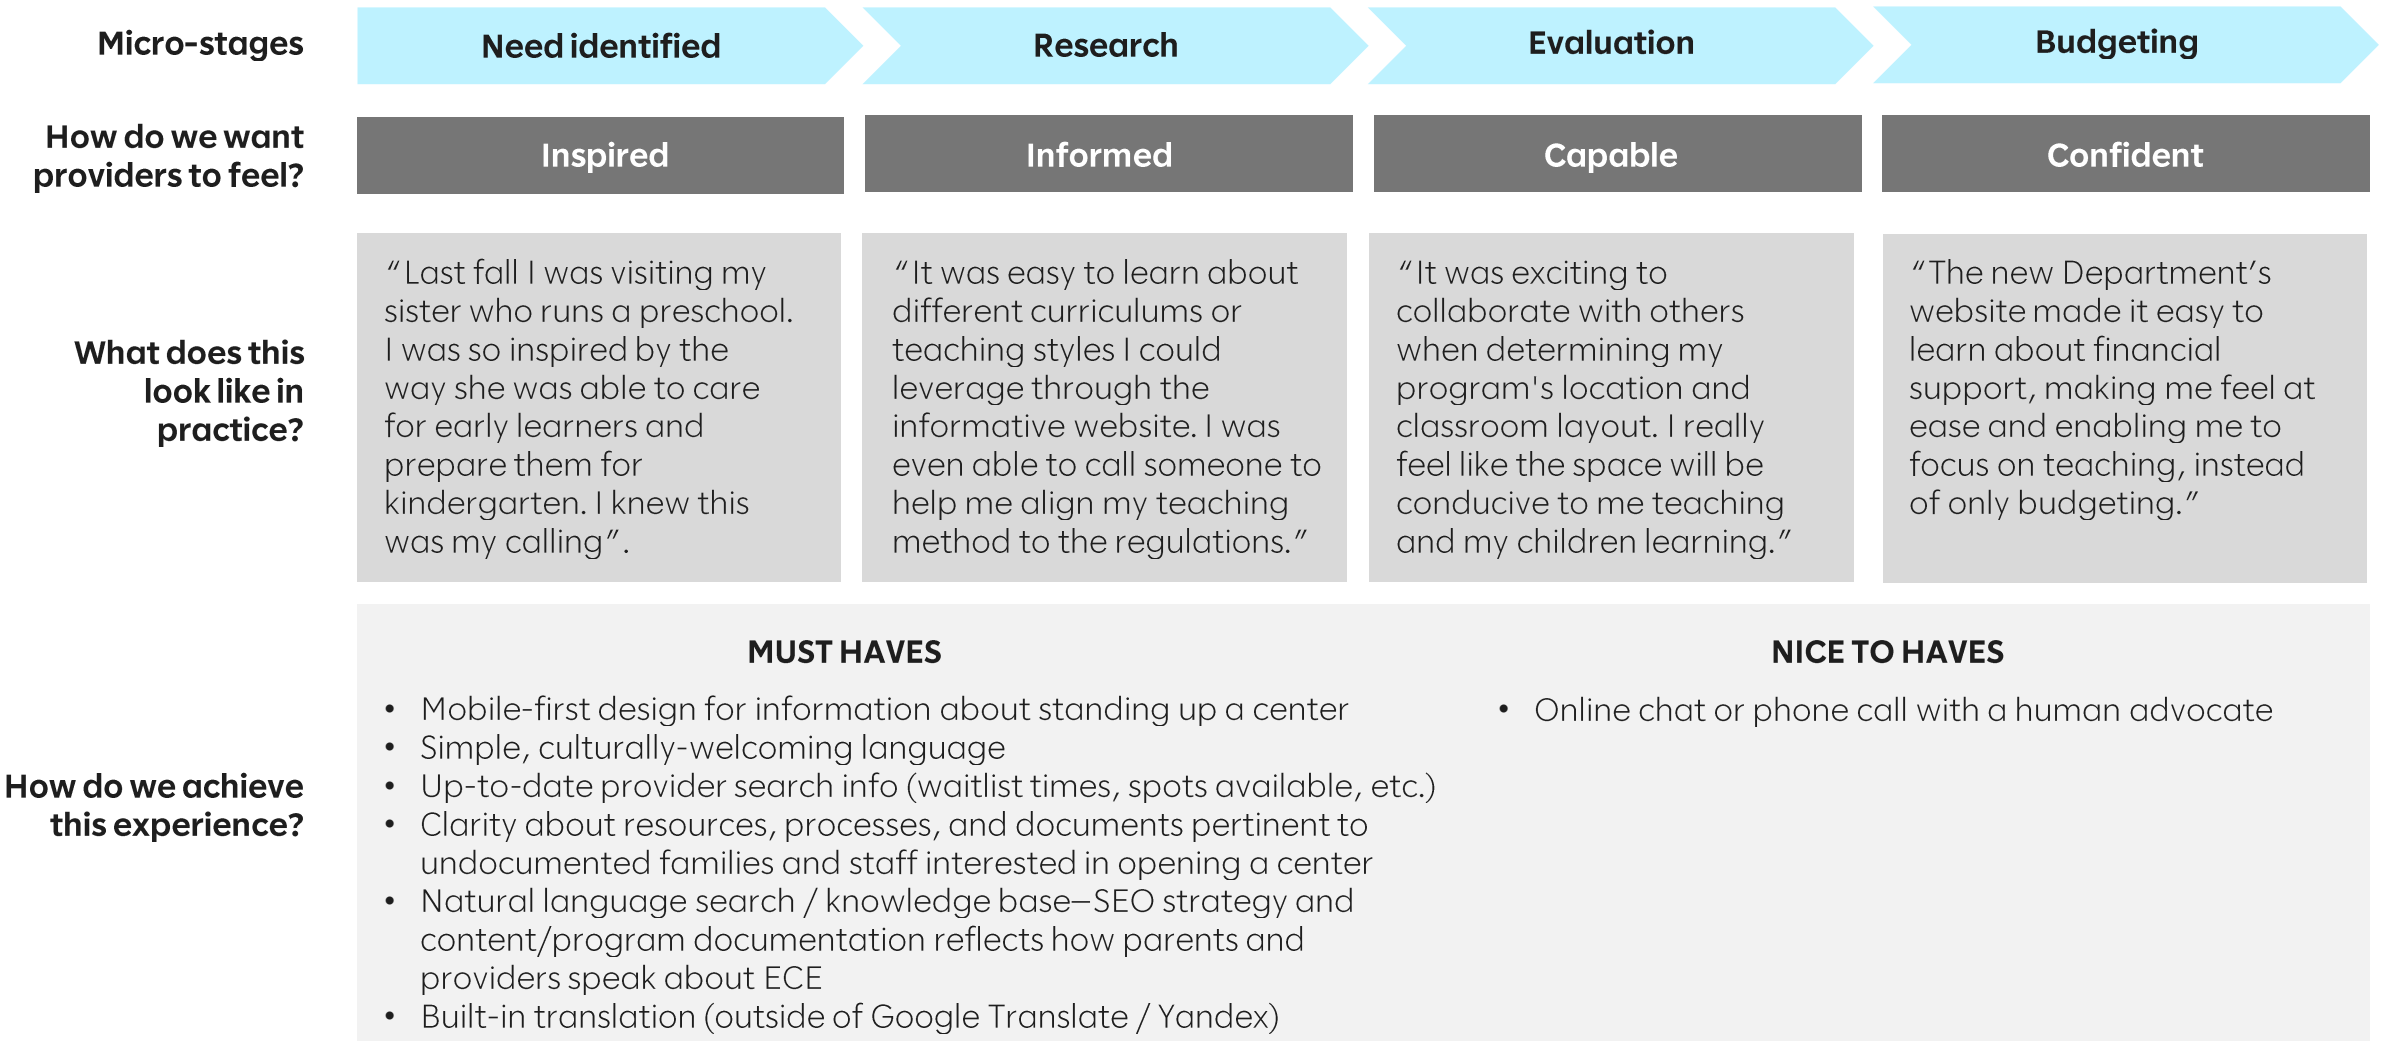 Micro-stages
Need identified
Research
Evaluation
Budgeting
How do we want
providers to feel?
Inspired
Informed
Capable
Confident
What does this
look like in
practice?
“Last fall I was visiting my
sister who runs a preschool.
I was so inspired by the
way she was able to care
for early learners and
prepare them for
kindergarten. I knew this
was my calling”.
“It was easy to learn about
different curriculums or
teaching styles I could
leverage through the
informative website. I was
even able to call someone to
help me align my teaching
method to the regulations.”
“It was exciting to
collaborate with others
when determining my
program's location and
classroom layout. I really
feel like the space will be
conducive to me teaching
and my children learning.”
“The new Department’s
website made it easy to
learn about financial
support, making me feel at
ease and enabling me to
focus on teaching, instead
of only budgeting.”
How do we achieve
this experience?
MUST HAVES
• Mobile-first design for information about standing up a center
• Simple, culturally-welcoming language
• Up-to-date provider search info (waitlist times, spots available, etc.)
• Clarity about resources, processes, and documents pertinent to
undocumented families and staff interested in opening a center
• Natural language search / knowledge base—SEO strategy and
content/program documentation reflects how parents and
providers speak about ECE
• Built-in translation (outside of Google Translate / Yandex)
NICE TO HAVES
• Online chat or phone call with a human advocate